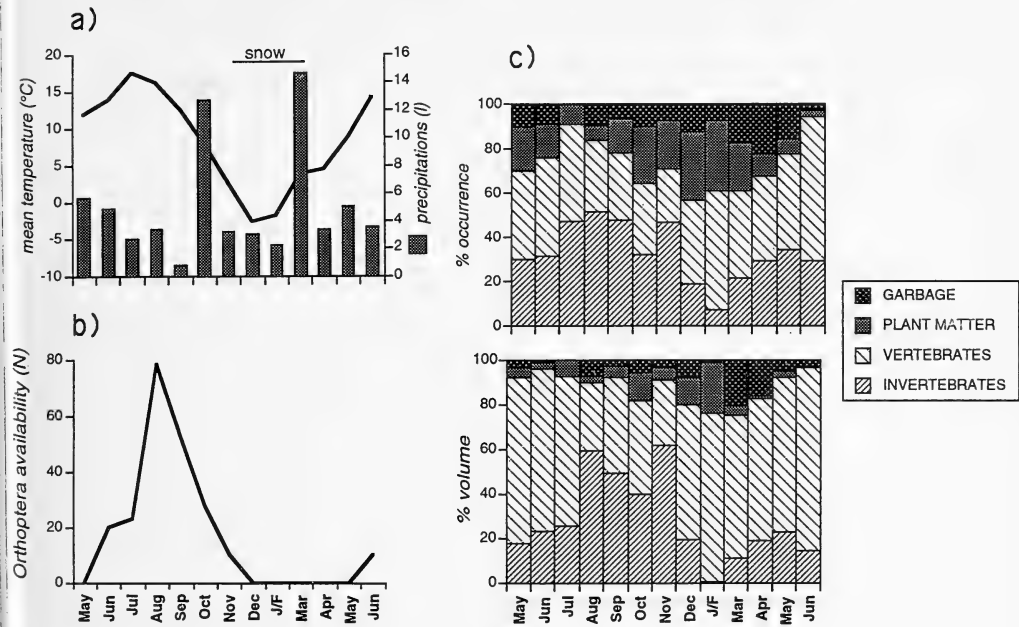 a)
snow
mean temperature (°C)
20
15
10
5
0
-5
-10
16
14
12
10
8
6
4
2
0
precipitations (l)
b)
Orthoptera availability (N)
80
60
40
20
0
May
Jun
Jul
Aug
Sep
Oct
Nov
Dec
J/F
Mar
Apr
May
Jun
c)
% occurrence
100
80
60
40
20
0
% volume
100
80
60
40
20
0
May
Jun
Jul
Aug
Sep
Oct
Nov
Dec
J/F
Mar
Apr
May
Jun
GARBAGE
PLANT MATTER
VERTEBRATES
INVERTEBRATES